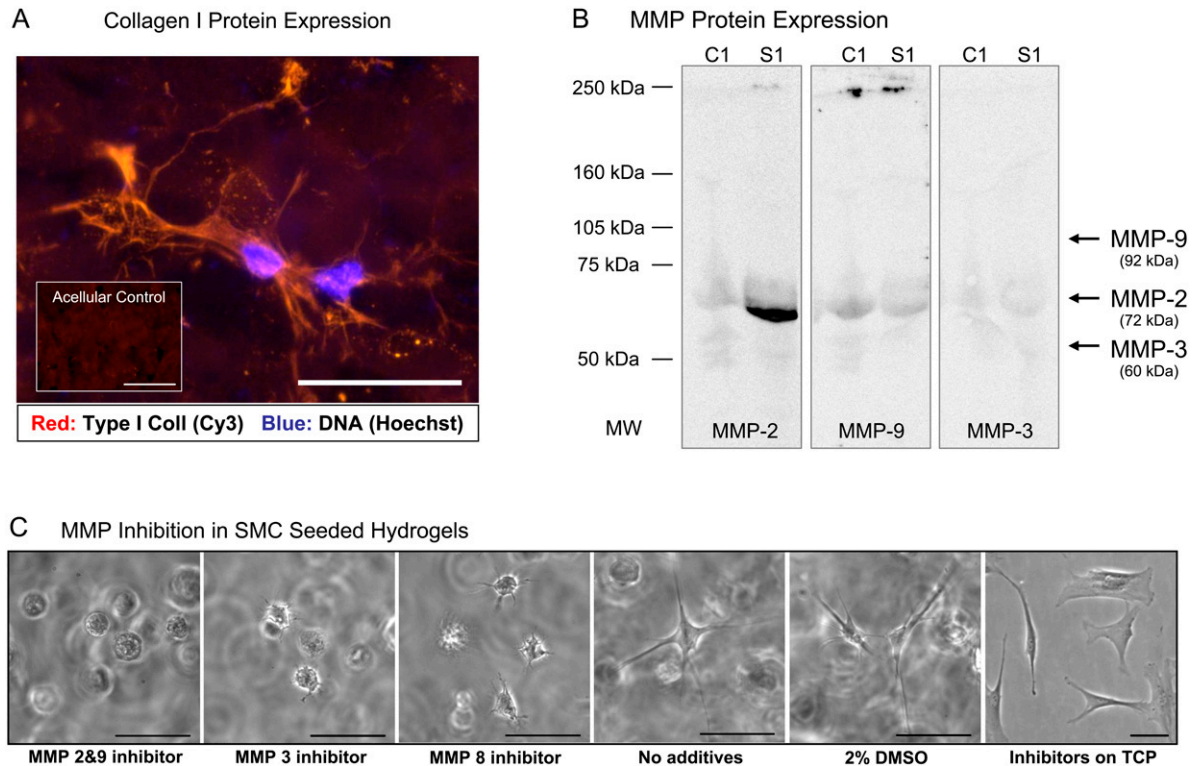 A Collagen I Protein Expression
Acellular Control
Red: Type I Coll (Cy3) Blue: DNA (Hoechst)
B MMP Protein Expression
C1 S1 C1 S1 C1 S1
250 kDa
160 kDa
105 kDa
75 kDa
50 kDa
MW MMP-2 MMP-9 MMP-3
MMP-9
(92 kDa)
MMP-2
(72 kDa)
MMP-3
(60 kDa)
C MMP Inhibition in SMC Seeded Hydrogels
MMP 2&9 inhibitor MMP 3 inhibitor MMP 8 inhibitor No additives 2% DMSO Inhibitors on TCP